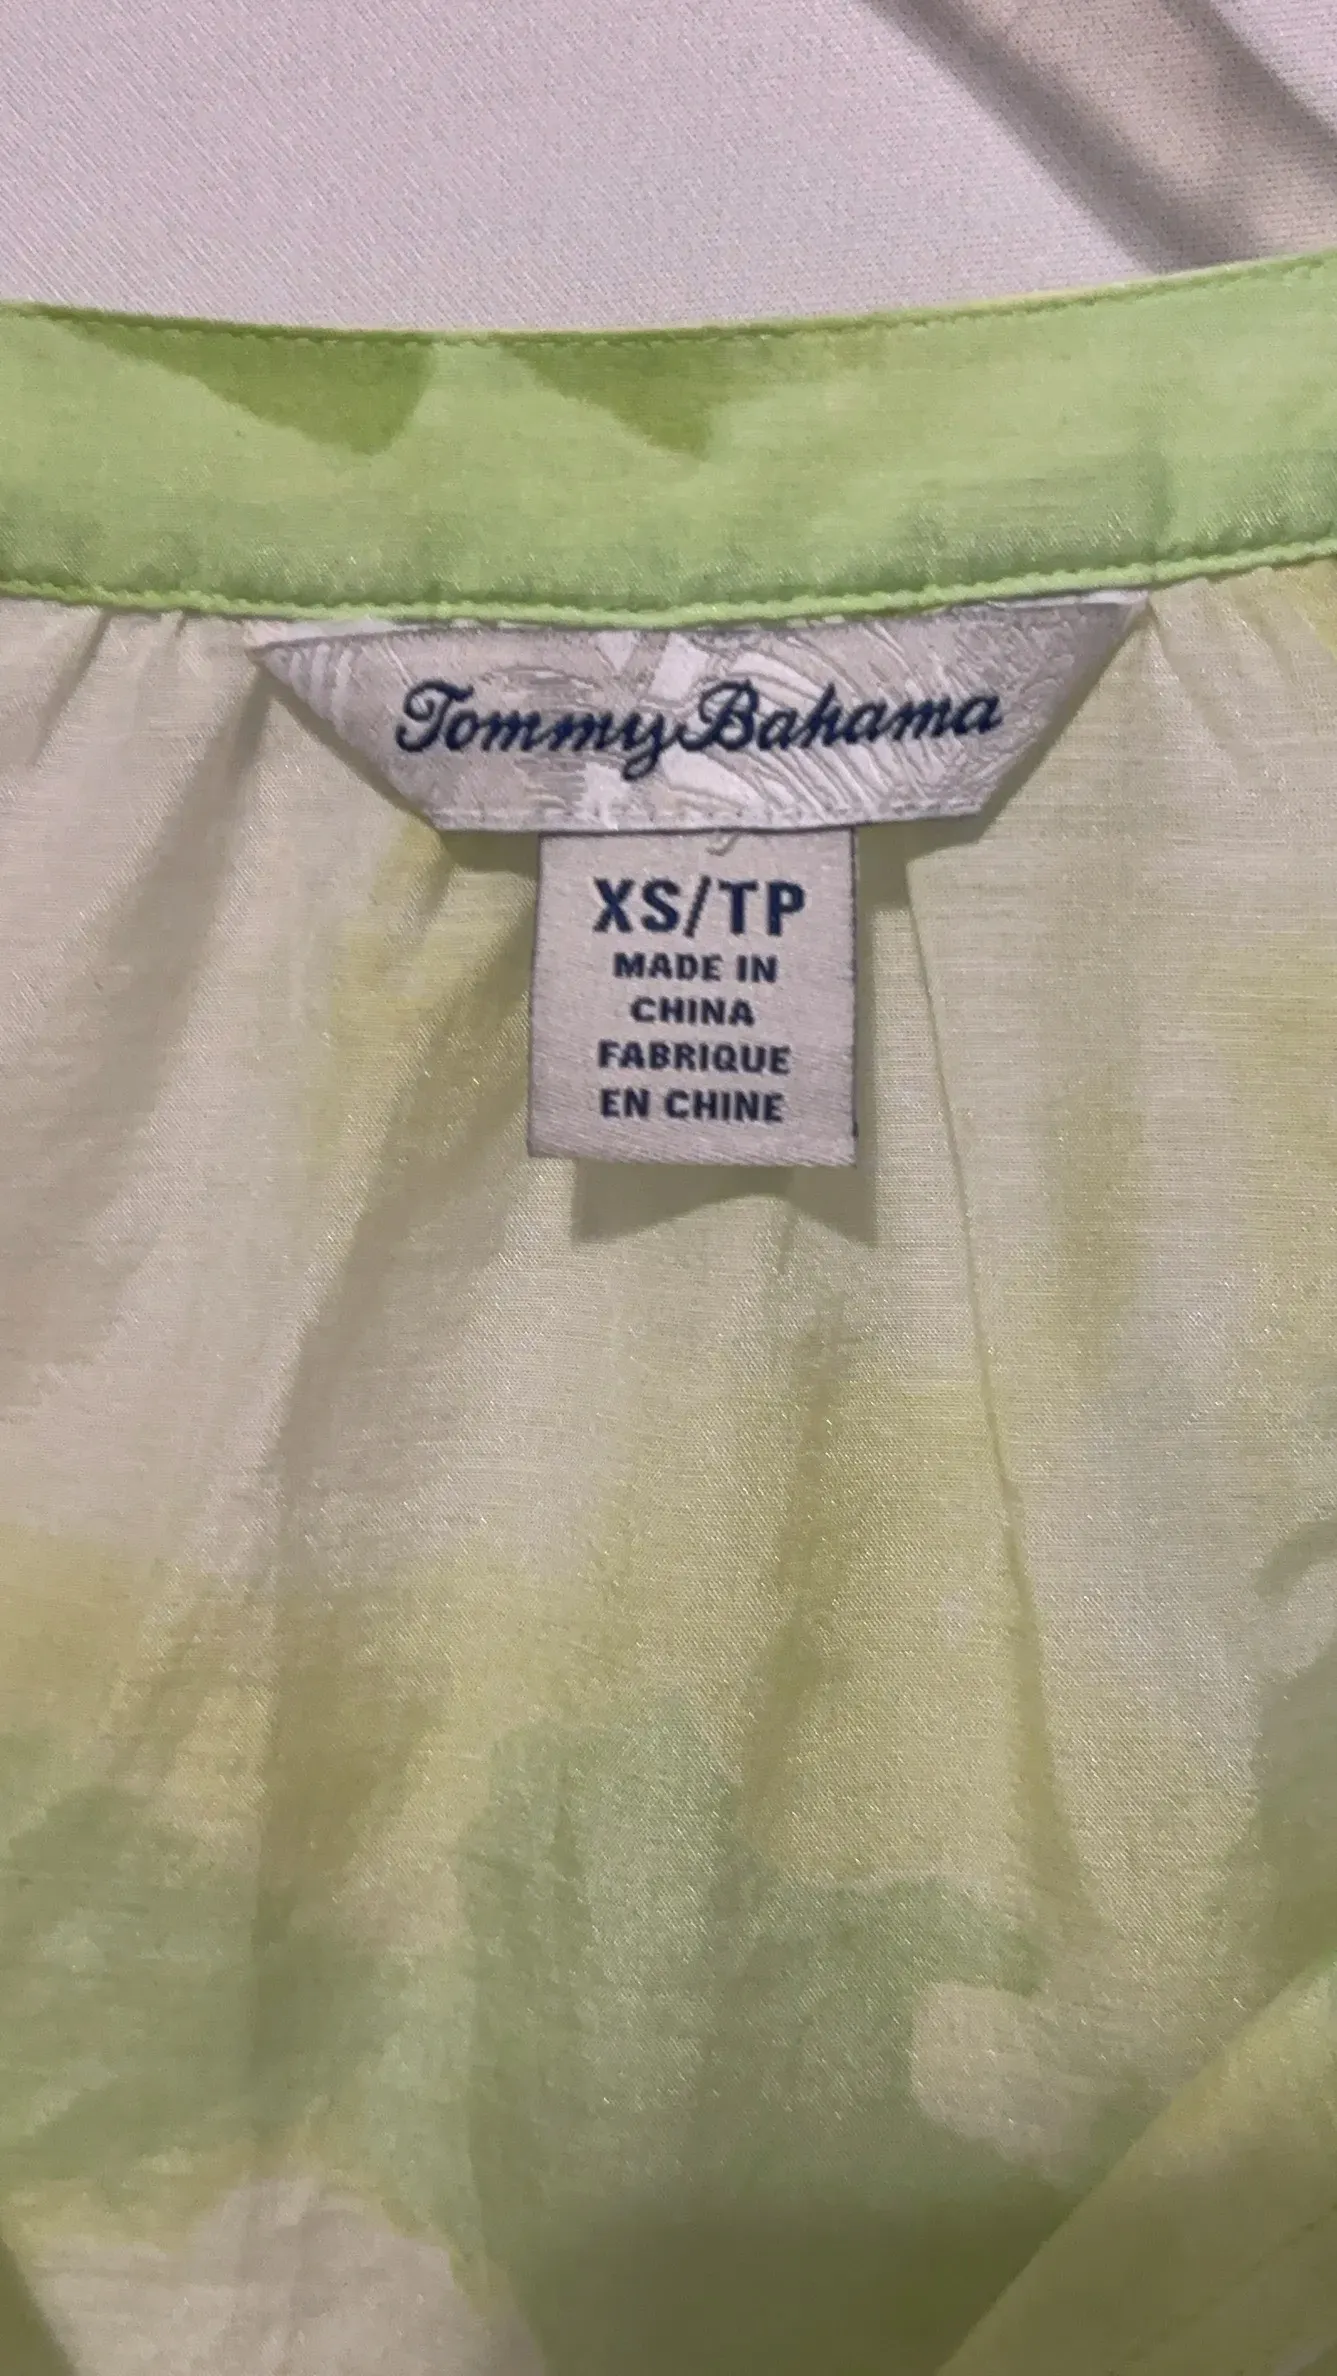 Tommy Bahama
XS/TP
MADE IN
CHINA
FABRIQUE
EN CHINE